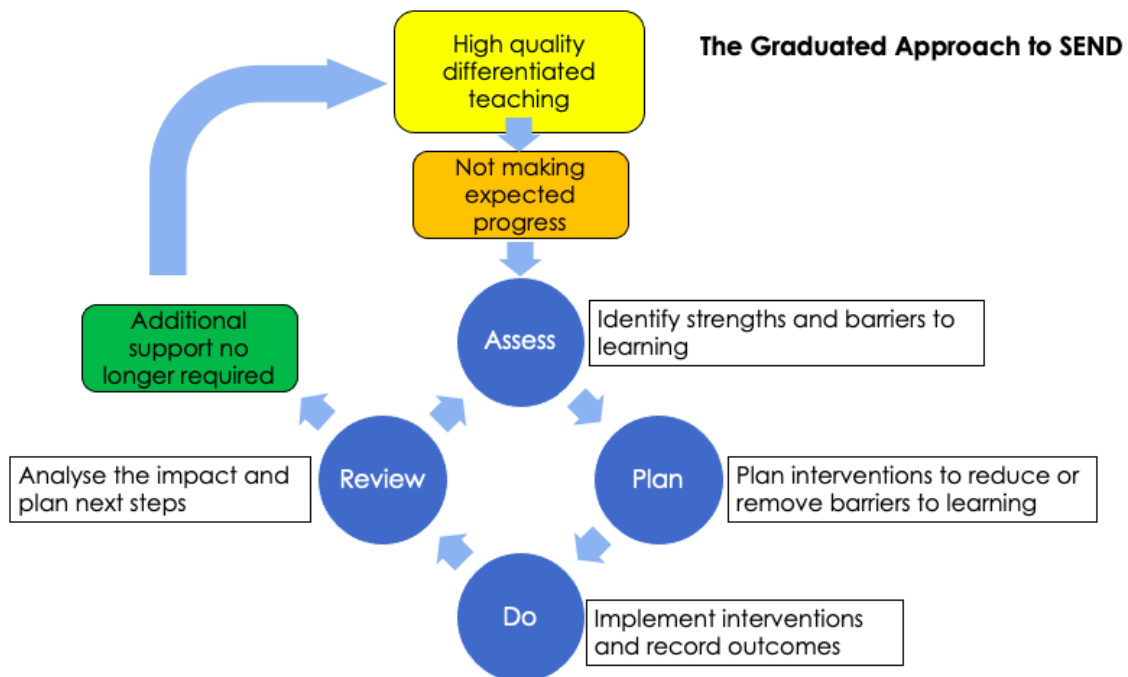 The Graduated Approach to SEND
High quality
differentiated
teaching
Not making
expected
progress
Assess
Identify strengths and barriers to
learning
Additional
support no
longer required
Review
Analyse the impact and
plan next steps
Plan
Plan interventions to reduce or
remove barriers to learning
Do
Implement interventions
and record outcomes